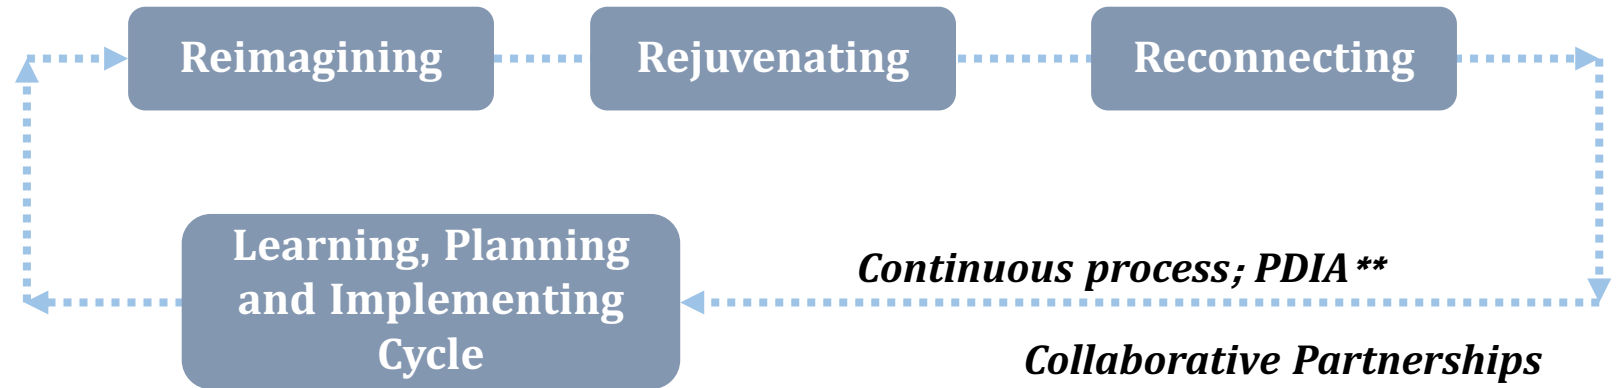 Reimagining
Rejuvenating
Reconnecting
Learning, Planning
and Implementing
Cycle
Continuous process; PDIA**
Collaborative Partnerships